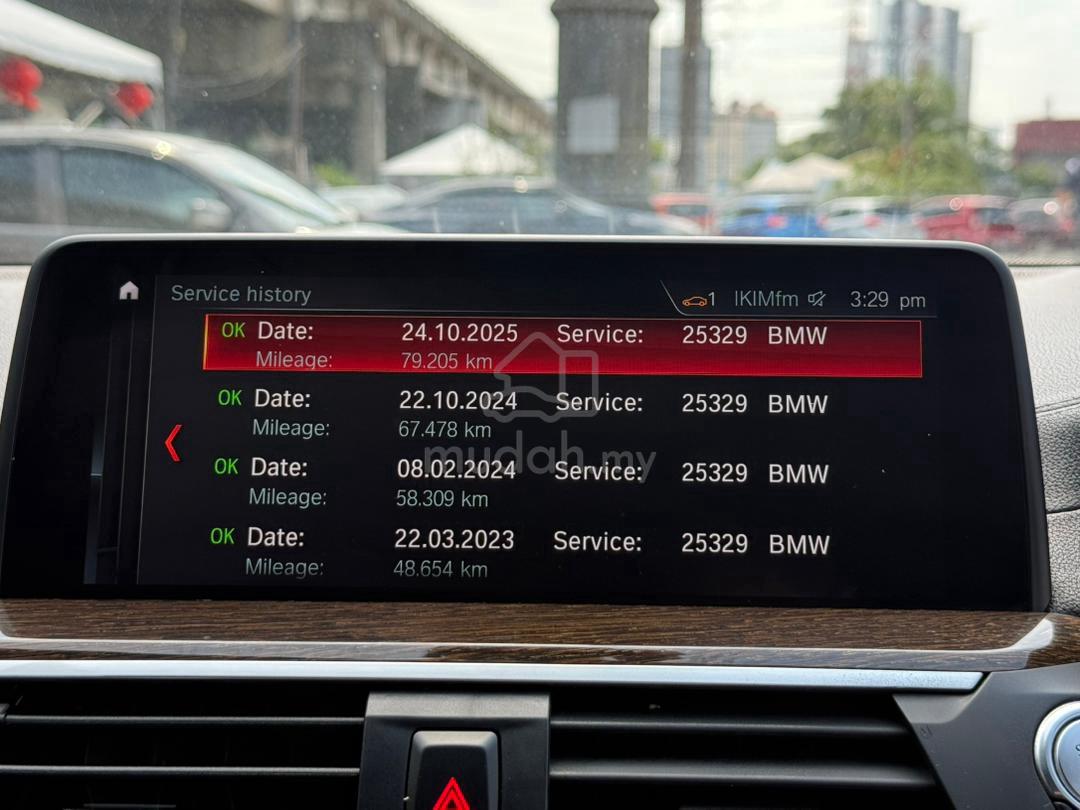 Service history 1 IKIMfm 3:29 pm
OK Date: 24.10.2025 Service: 25329 BMW
Mileage: 79.205 km
OK Date: 22.10.2024 Service: 25329 BMW
Mileage: 67.478 km
mudah.my
OK Date: 08.02.2024 Service: 25329 BMW
Mileage: 58.309 km
OK Date: 22.03.2023 Service: 25329 BMW
Mileage: 48.654 km